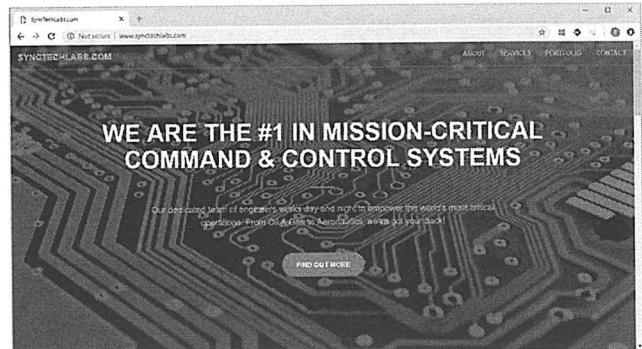 SyncTechLabs.com
Not secure | www.synctechlabs.com
SYNCTECHLABS.COM
ABOUT SERVICES PORTFOLIO CONTACT
WE ARE THE #1 IN MISSION-CRITICAL
COMMAND & CONTROL SYSTEMS
Our dedicated team of engineers works day and night to empower the world's most critical
operations. From Oil & Gas to Aeronautics, we've got your back!
FIND OUT MORE